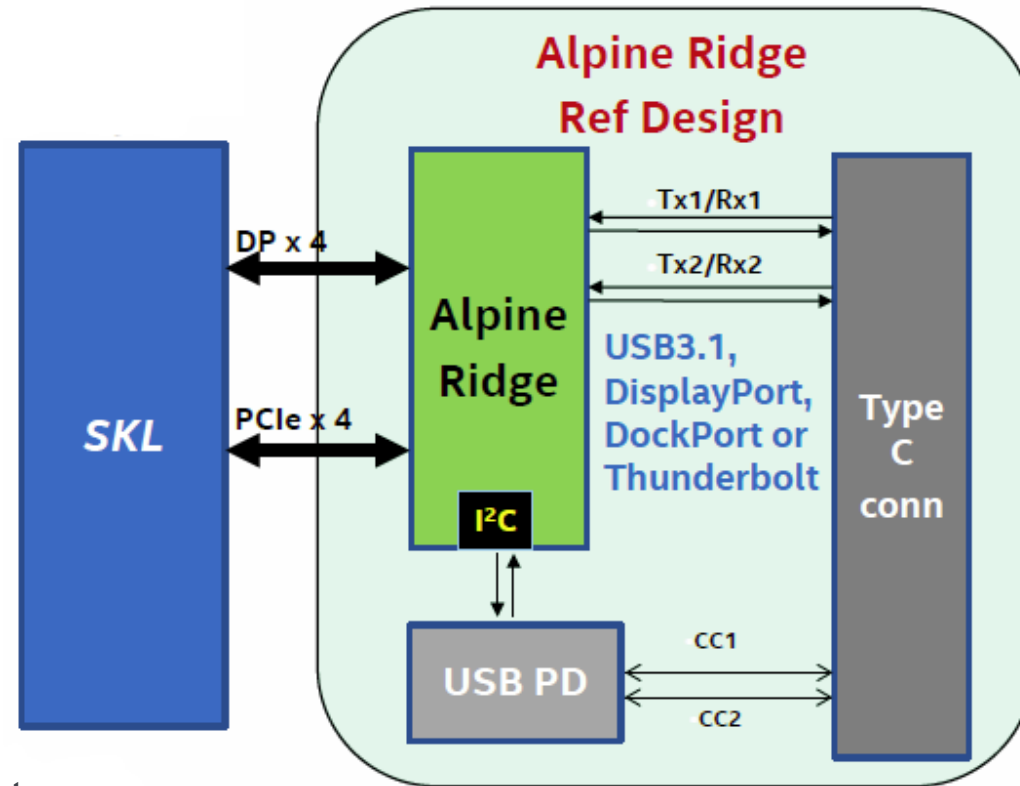 Alpine Ridge
Ref Design
SKL
DP x 4
PCIe x 4
Alpine
Ridge
I²C
Tx1/Rx1
Tx2/Rx2
USB3.1,
DisplayPort,
DockPort or
Thunderbolt
Type
C
conn
USB PD
CC1
CC2